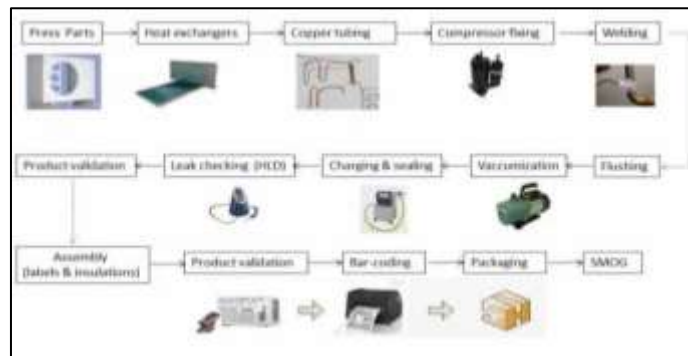 Press Parts
Heat exchangers
Copper tubing
Compressor fixing
Welding
Flushing
Vaccumization
Charging & sealing
Leak checking (HLD)
Product validation
Assembly
(labels & insulations)
Product validation
Bar-coding
Packaging
SMOG